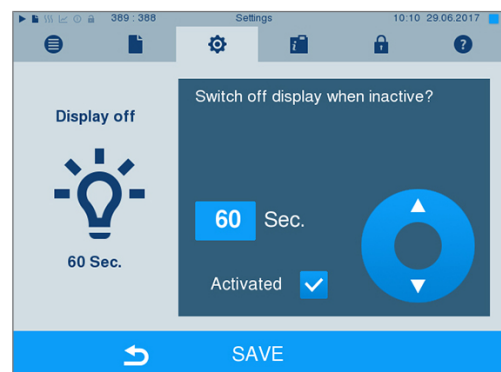 389 : 388 Settings 10:10 29.06.2017
Display off
60 Sec.
Switch off display when inactive?
60 Sec.
Activated
SAVE